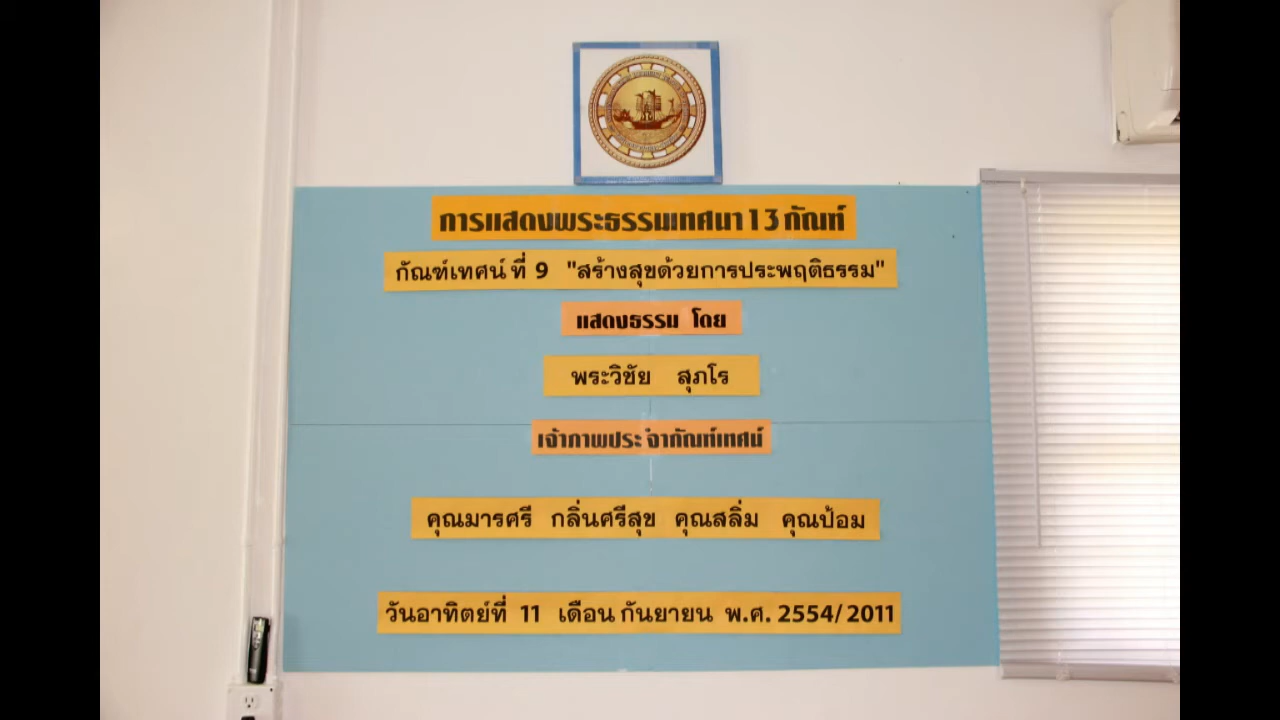 การแสดงพระธรรมเทศนา 13 กัณฑ์
กัณฑ์เทศน์ ที่ 9 "สร้างสุขด้วยการประพฤติธรรม"
แสดงธรรม โดย
พระวิชัย สุภโร
เจ้าภาพประจำกัณฑ์เทศน์
คุณมารศรี กลิ่นศรีสุข คุณสลิ่ม คุณป้อม
วันอาทิตย์ที่ 11 เดือน กันยายน พ.ศ. 2554/2011